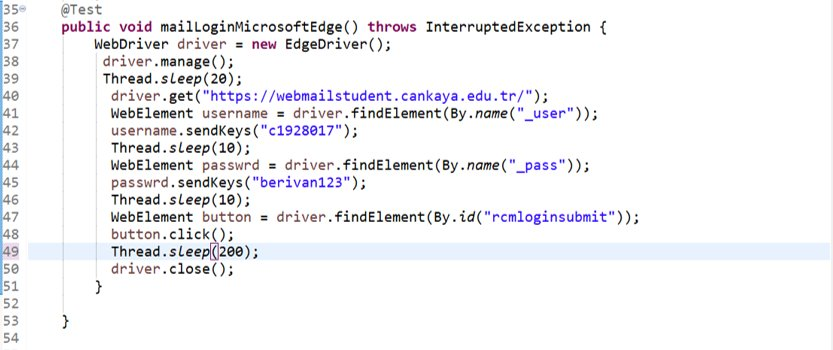 35 @Test
36 public void mailLoginMicrosoftEdge() throws InterruptedException {
37 WebDriver driver = new EdgeDriver();
38 driver.manage();
39 Thread.sleep(20);
40 driver.get("https://webmailstudent.cankaya.edu.tr/");
41 WebElement username = driver.findElement(By.name("_user"));
42 username.sendKeys("c1928017");
43 Thread.sleep(10);
44 WebElement passwrd = driver.findElement(By.name("_pass"));
45 passwrd.sendKeys("berivan123");
46 Thread.sleep(10);
47 WebElement button = driver.findElement(By.id("rcmloginsubmit"));
48 button.click();
49 Thread.sleep(200);
50 driver.close();
51 }
52
53 }
54